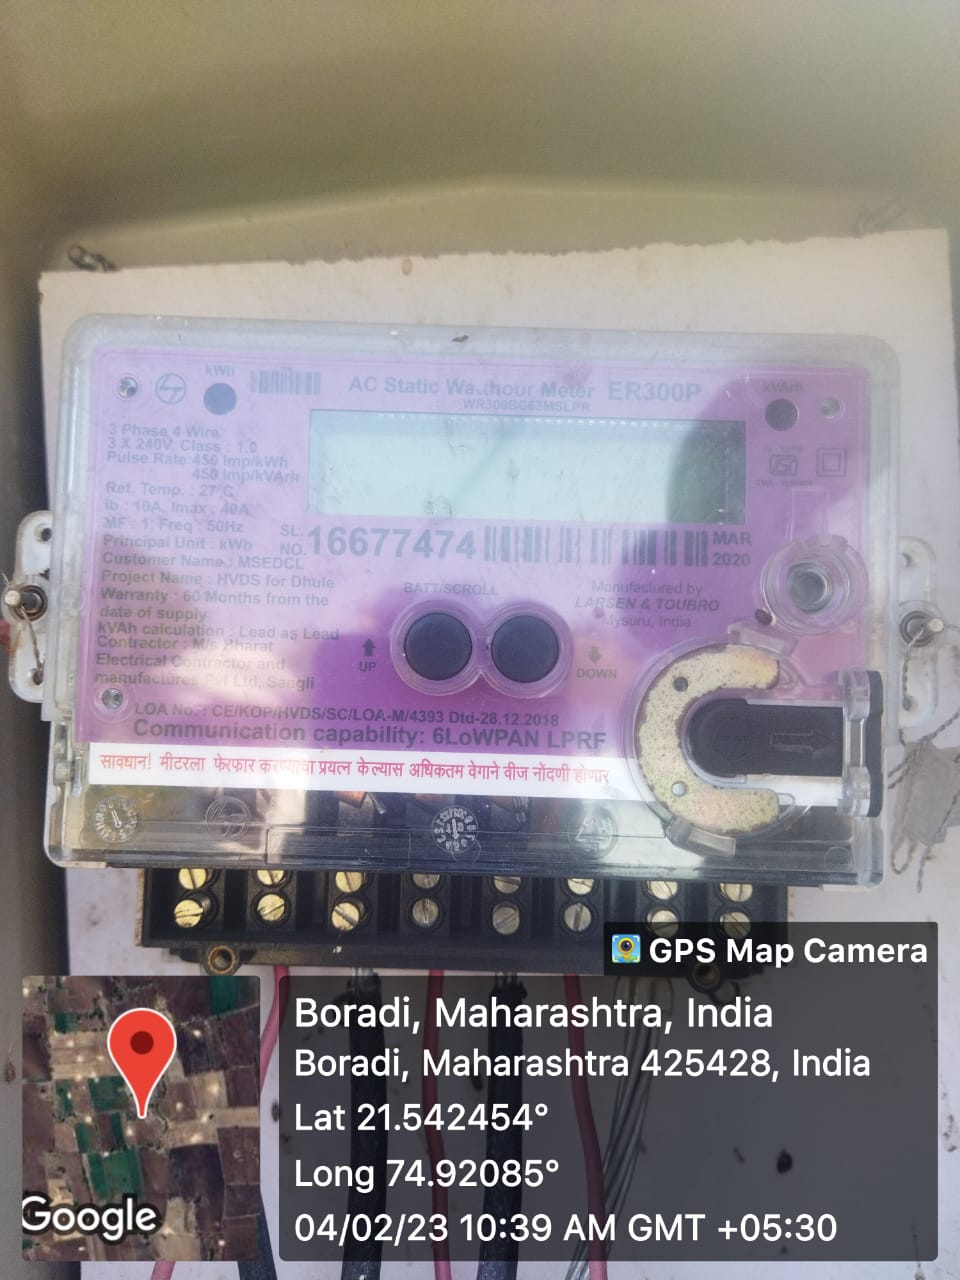 kWh
AC Static Watthour Meter ER300P
WR300BC63MSLPR
kVArh
3 Phase 4 Wire
3 X 240V, Class : 1.0
Pulse Rate:450 Imp/kWh
450 Imp/kVArh
Ref. Temp. : 27°C
Ib : 10A, Imax : 40A
MF : 1, Freq : 50Hz
Principal Unit : kWh
Customer Name : MSEDCL
Project Name : HVDS for Dhule
Warranty : 60 Months from the
date of supply
kVAh calculation : Lead as Lead
Contractor : M/s Bharat
Electrical Contractor and
manufactures Pvt Ltd, Sangli
SL.
NO. 16677474
MAR
2020
BATT/SCROLL
UP
DOWN
Manufactured by
LARSEN & TOUBRO
Mysuru, India
LOA No. : CE/KOP/HVDS/SC/LOA-M/4393 Dtd-28.12.2018
Communication capability: 6LoWPAN LPRF
सावधान! मीटरला फेरफार करण्याचा प्रयत्न केल्यास अधिकतम वेगाने वीज नोंदणी होणार
GPS Map Camera
Boradi, Maharashtra, India
Boradi, Maharashtra 425428, India
Lat 21.542454°
Long 74.92085°
04/02/23 10:39 AM GMT +05:30
Google